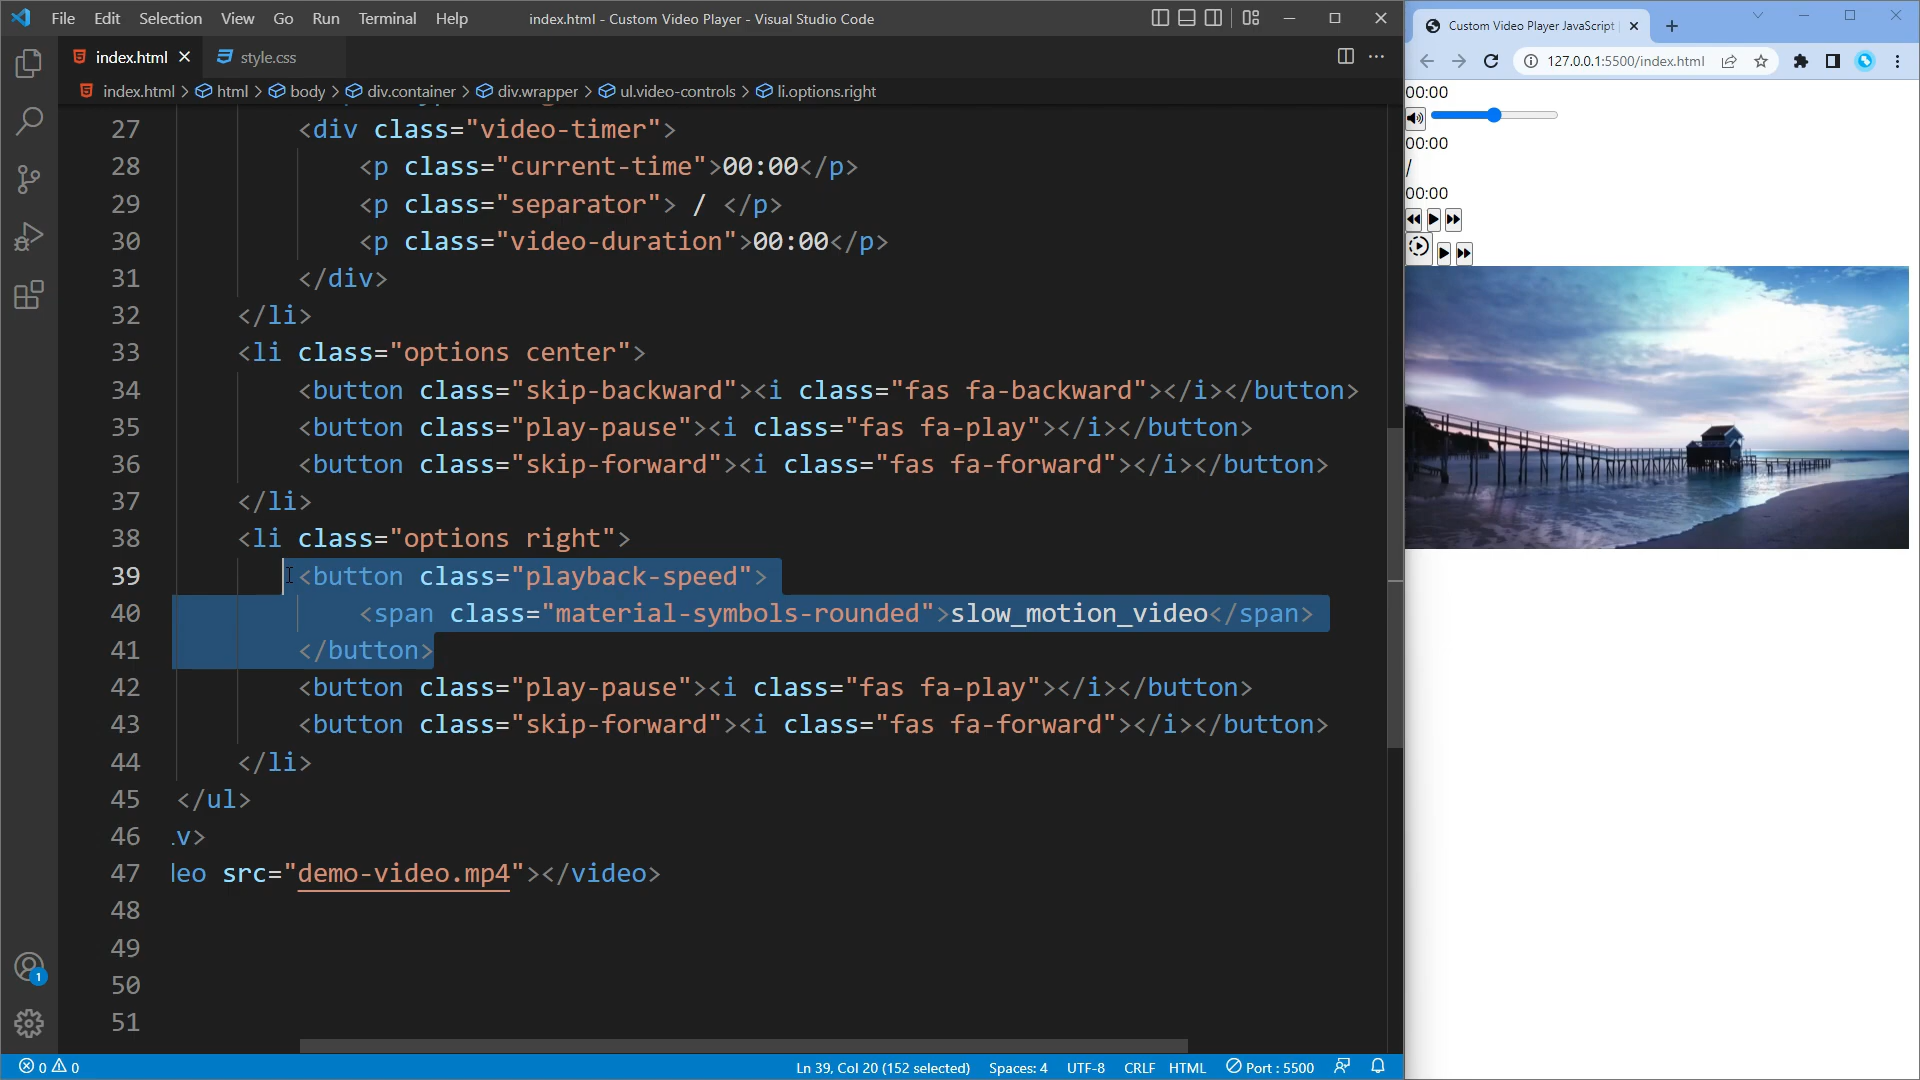 File Edit Selection View Go Run Terminal Help
index.html - Custom Video Player - Visual Studio Code
index.html
style.css
index.html > html > body > div.container > div.wrapper > ul.video-controls > li.options.right
27 <div class="video-timer">
28 <p class="current-time">00:00</p>
29 <p class="separator"> / </p>
30 <p class="video-duration">00:00</p>
31 </div>
32 </li>
33 <li class="options center">
34 <button class="skip-backward"><i class="fas fa-backward"></i></button>
35 <button class="play-pause"><i class="fas fa-play"></i></button>
36 <button class="skip-forward"><i class="fas fa-forward"></i></button>
37 </li>
38 <li class="options right">
39 <button class="playback-speed">
40 <span class="material-symbols-rounded">slow_motion_video</span>
41 </button>
42 <button class="play-pause"><i class="fas fa-play"></i></button>
43 <button class="skip-forward"><i class="fas fa-forward"></i></button>
44 </li>
45 </ul>
46 iv>
47 deo src="demo-video.mp4"></video>
48
49
50
51
1
0 0
Ln 39, Col 20 (152 selected) Spaces: 4 UTF-8 CRLF HTML Port : 5500
Custom Video Player JavaScript
127.0.0.1:5500/index.html
00:00
00:00
/
00:00